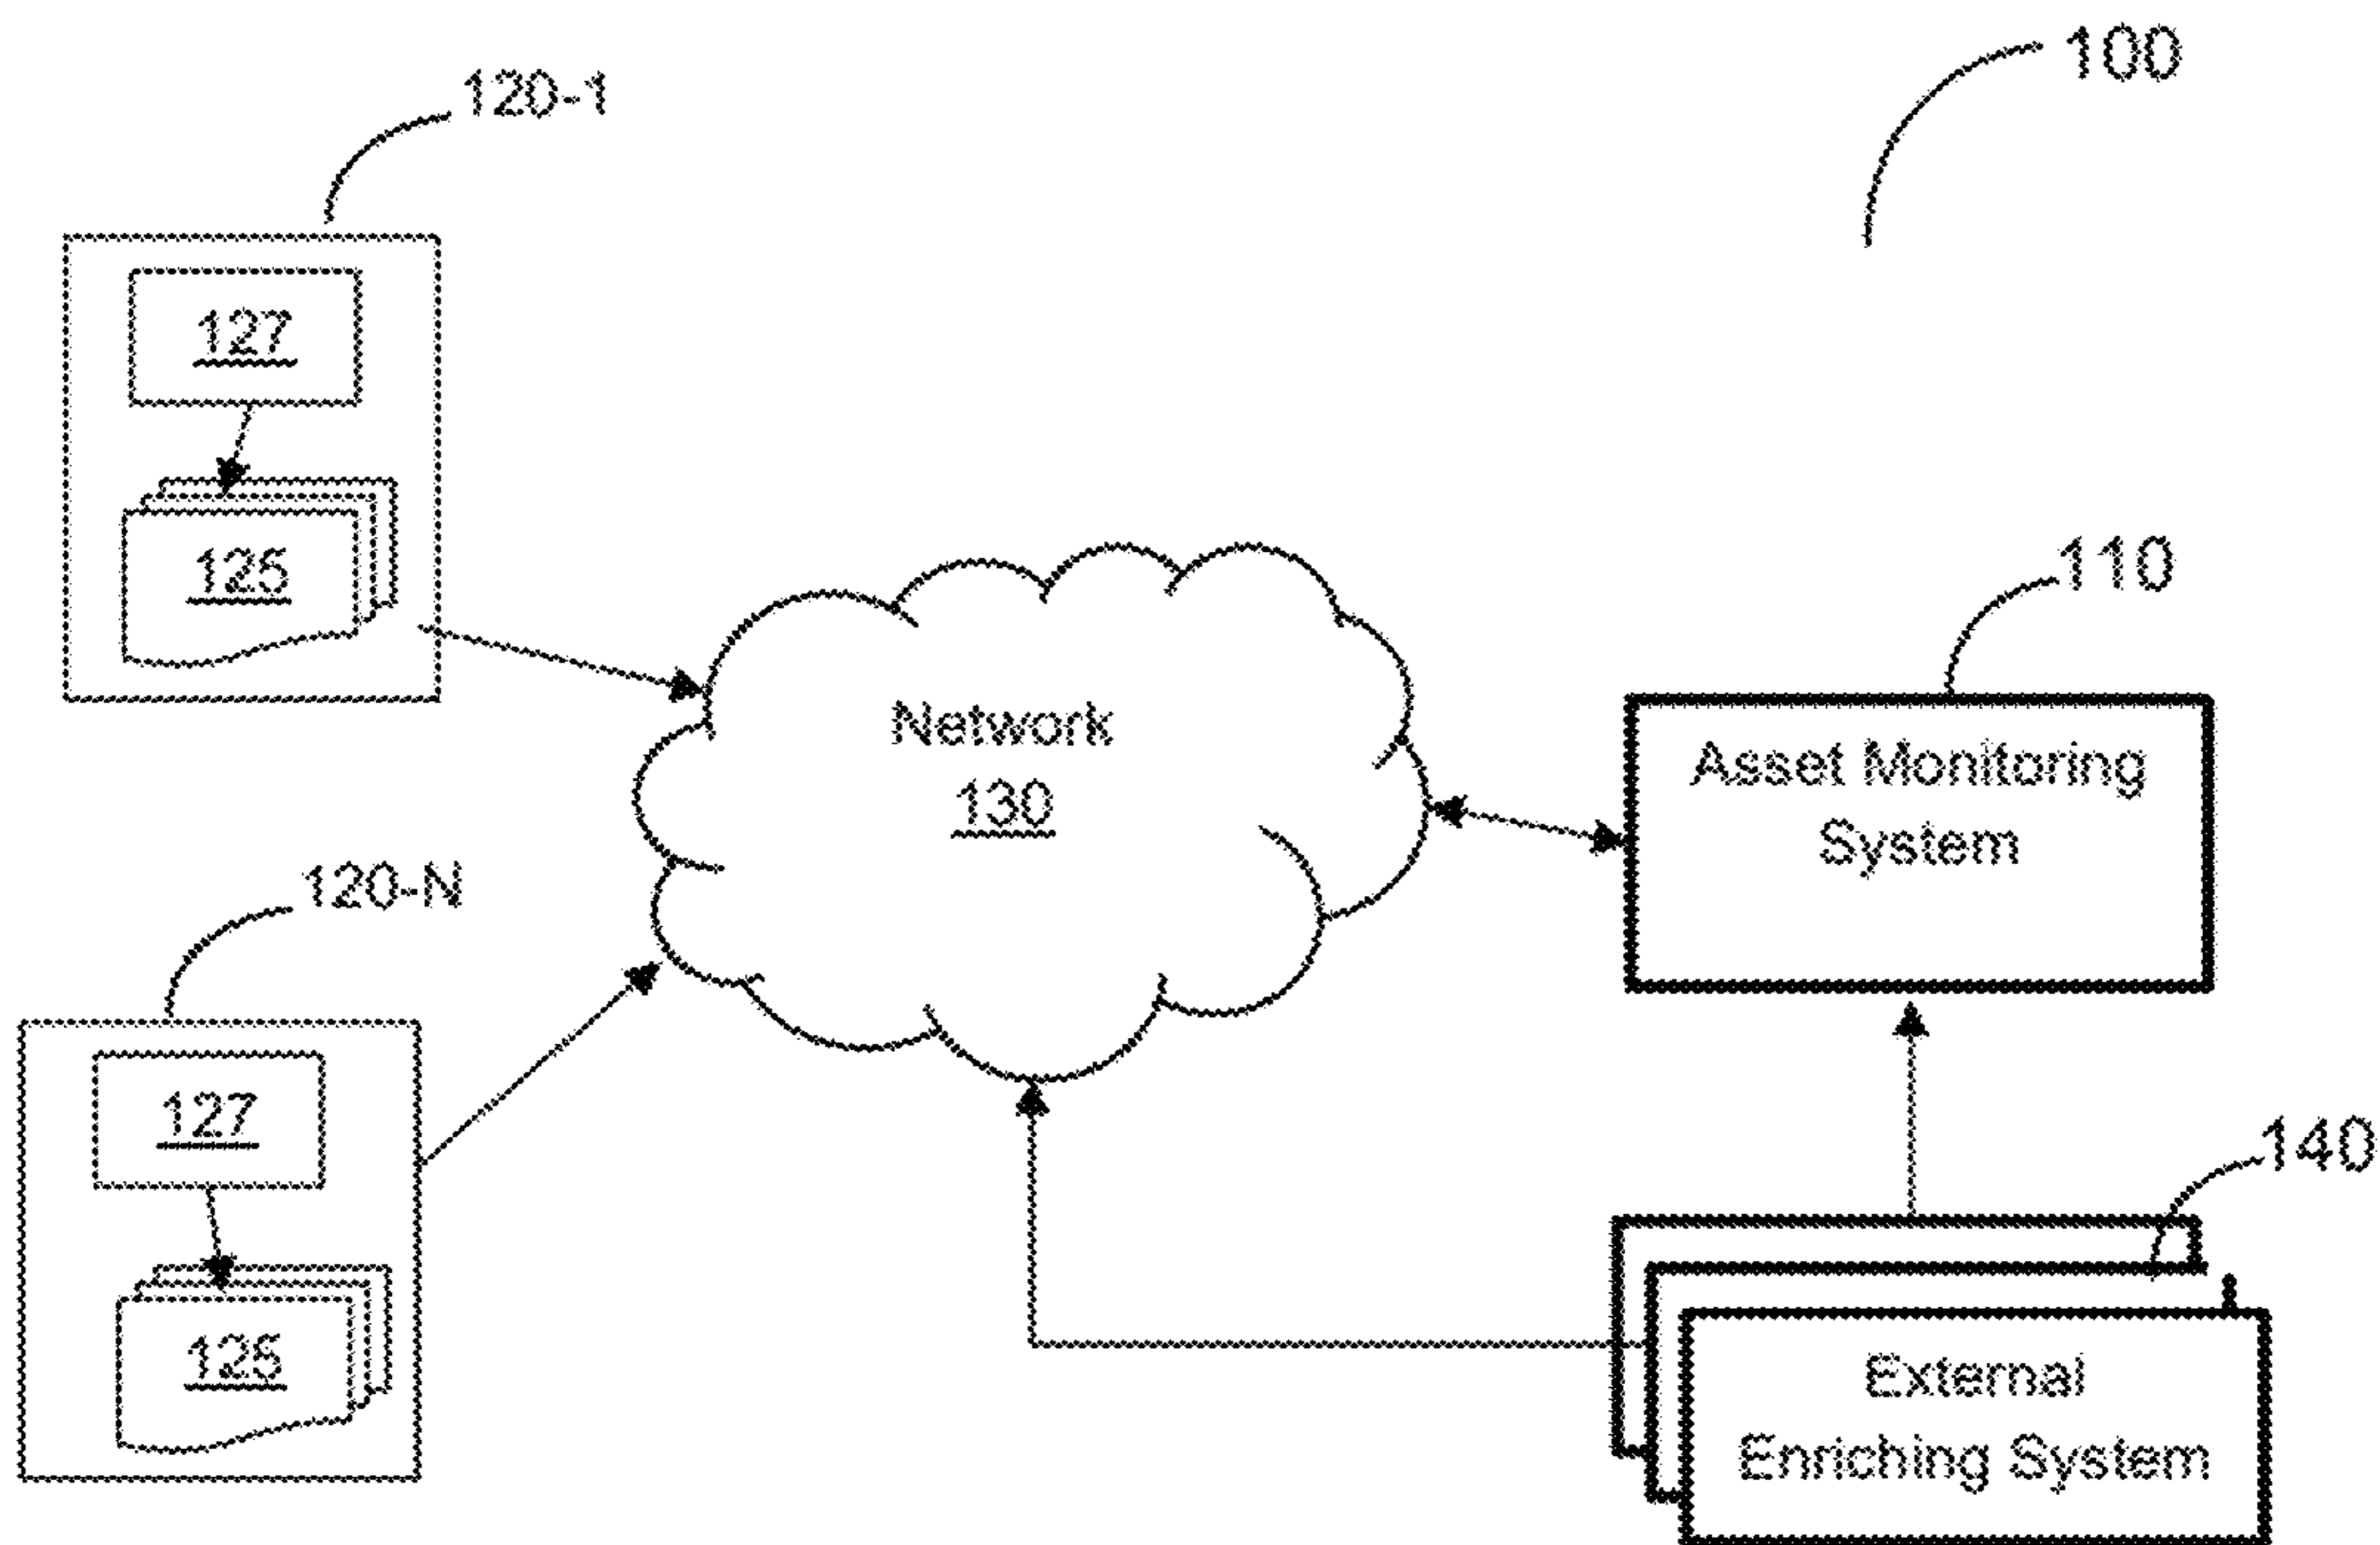 100
120-1
127
125
110
Network
130
Asset Monitoring
System
120-N
127
140
125
External
Enriching System